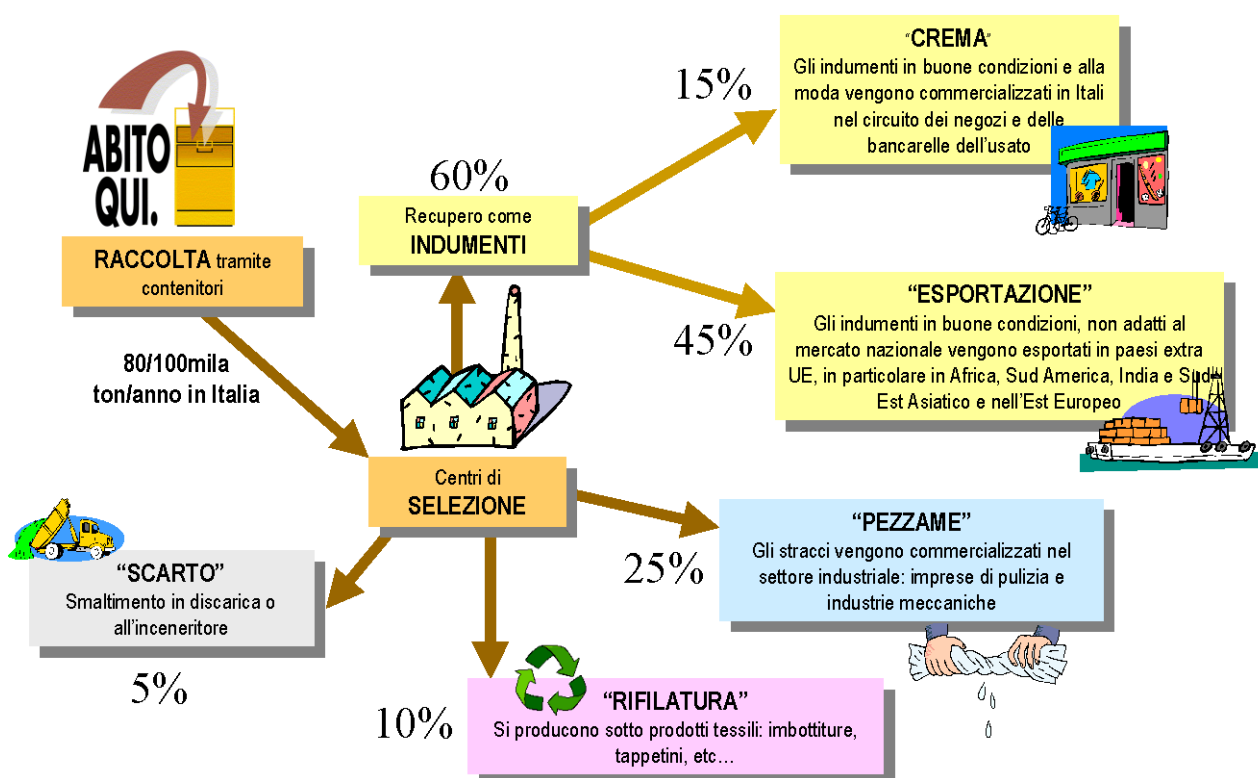 ABITO
QUI.
RACCOLTA tramite
contenitori
80/100mila
ton/anno in Italia
60%
Recupero come
INDUMENTI
15%
"CREMA"
Gli indumenti in buone condizioni e alla
moda vengono commercializzati in Itali
nel circuito dei negozi e delle
bancarelle dell'usato
45%
"ESPORTAZIONE"
Gli indumenti in buone condizioni, non adatti al
mercato nazionale vengono esportati in paesi extra
UE, in particolare in Africa, Sud America, India e Sud
Est Asiatico e nell'Est Europeo
Centri di
SELEZIONE
25%
"PEZZAME"
Gli stracci vengono commercializzati nel
settore industriale: imprese di pulizia e
industrie meccaniche
"SCARTO"
Smaltimento in discarica o
all'inceneritore
5%
10%
"RIFILATURA"
Si producono sotto prodotti tessili: imbottiture,
tappetini, etc…